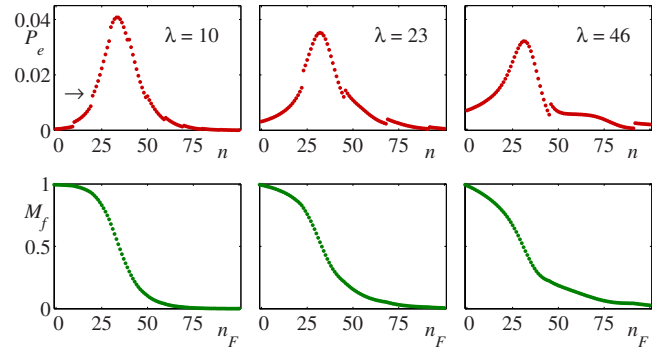 0.04
P_e
λ = 10
λ = 23
λ = 46
0.02
→
0
0 25 50 75 n
0 25 50 75 n
0 25 50 75 n
1
M_f
0.5
0
0 25 50 75 n_F
0 25 50 75 n_F
0 25 50 75 n_F